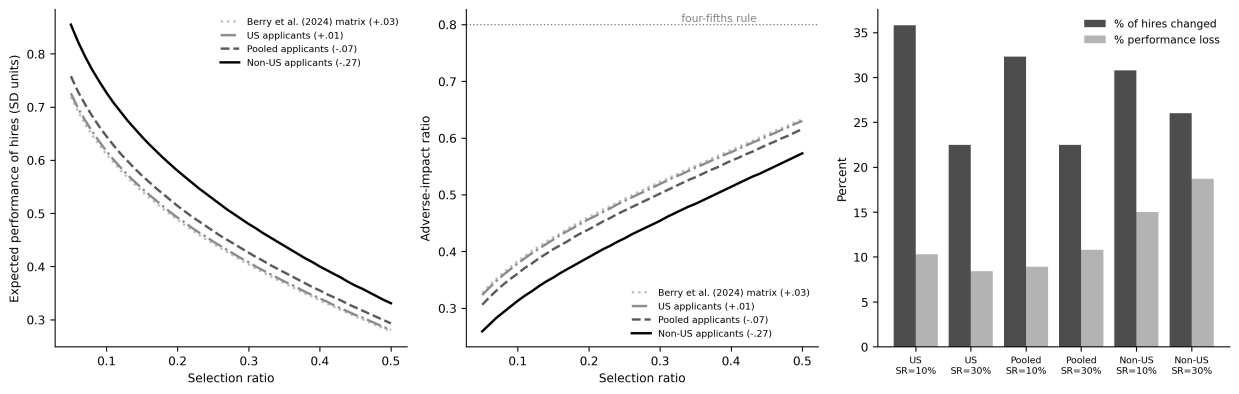 Expected performance of hires (SD units)
0.8
0.7
0.6
0.5
0.4
0.3
Berry et al. (2024) matrix (+.03)
US applicants (+.01)
Pooled applicants (-.07)
Non-US applicants (-.27)
0.1 0.2 0.3 0.4 0.5
Selection ratio
Adverse-impact ratio
0.8
0.7
0.6
0.5
0.4
0.3
four-fifths rule
Berry et al. (2024) matrix (+.03)
US applicants (+.01)
Pooled applicants (-.07)
Non-US applicants (-.27)
0.1 0.2 0.3 0.4 0.5
Selection ratio
Percent
35
30
25
20
15
10
5
0
% of hires changed
% performance loss
US
SR=10%
US
SR=30%
Pooled
SR=10%
Pooled
SR=30%
Non-US
SR=10%
Non-US
SR=30%